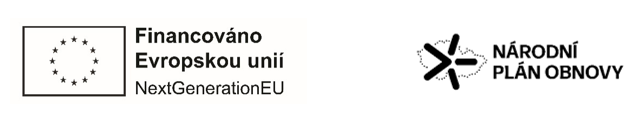 Financováno
Evropskou unií
NextGenerationEU
NÁRODNÍ
PLÁN OBNOVY